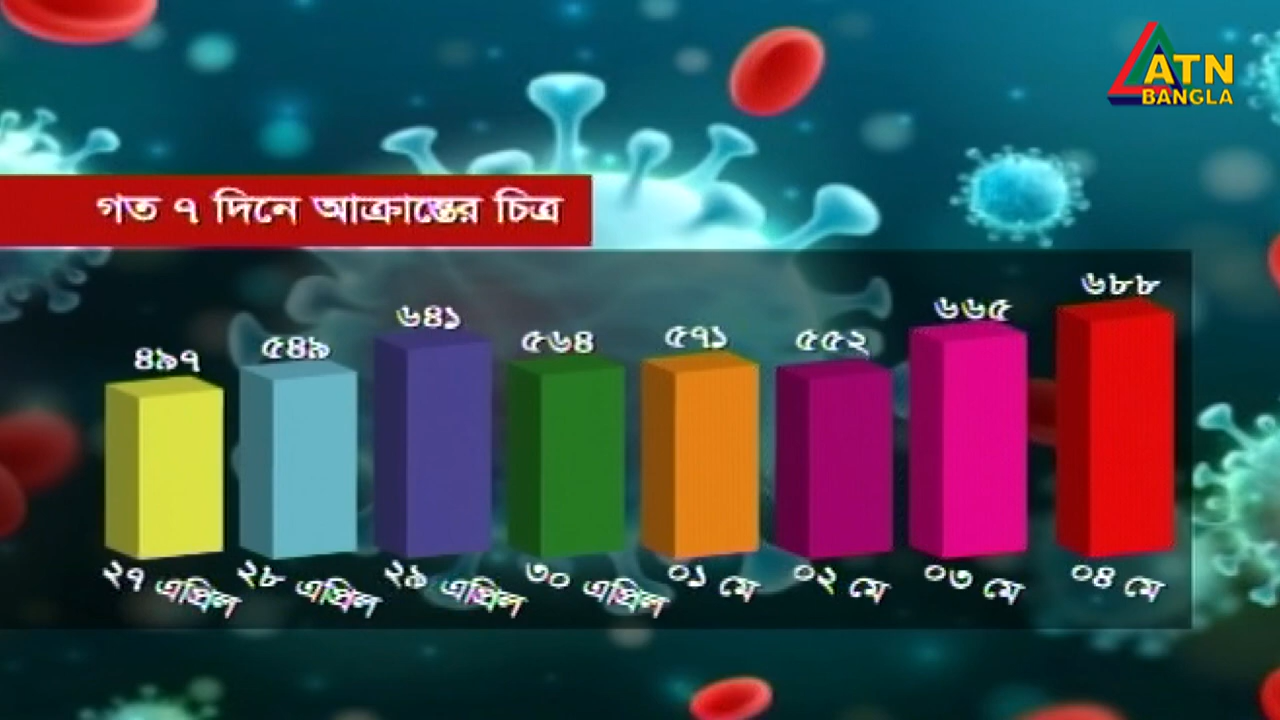 ATN
BANGLA
গত ৭ দিনে আক্রান্তের চিত্র
৪৯৭ ৫৪৯ ৬৪১ ৫৬৪ ৫৭১ ৫৫২ ৬৬৫ ৬৮৮
২৭ এপ্রিল ২৮ এপ্রিল ২৯ এপ্রিল ৩০ এপ্রিল ০১ মে ০২ মে ০৩ মে ০৪ মে